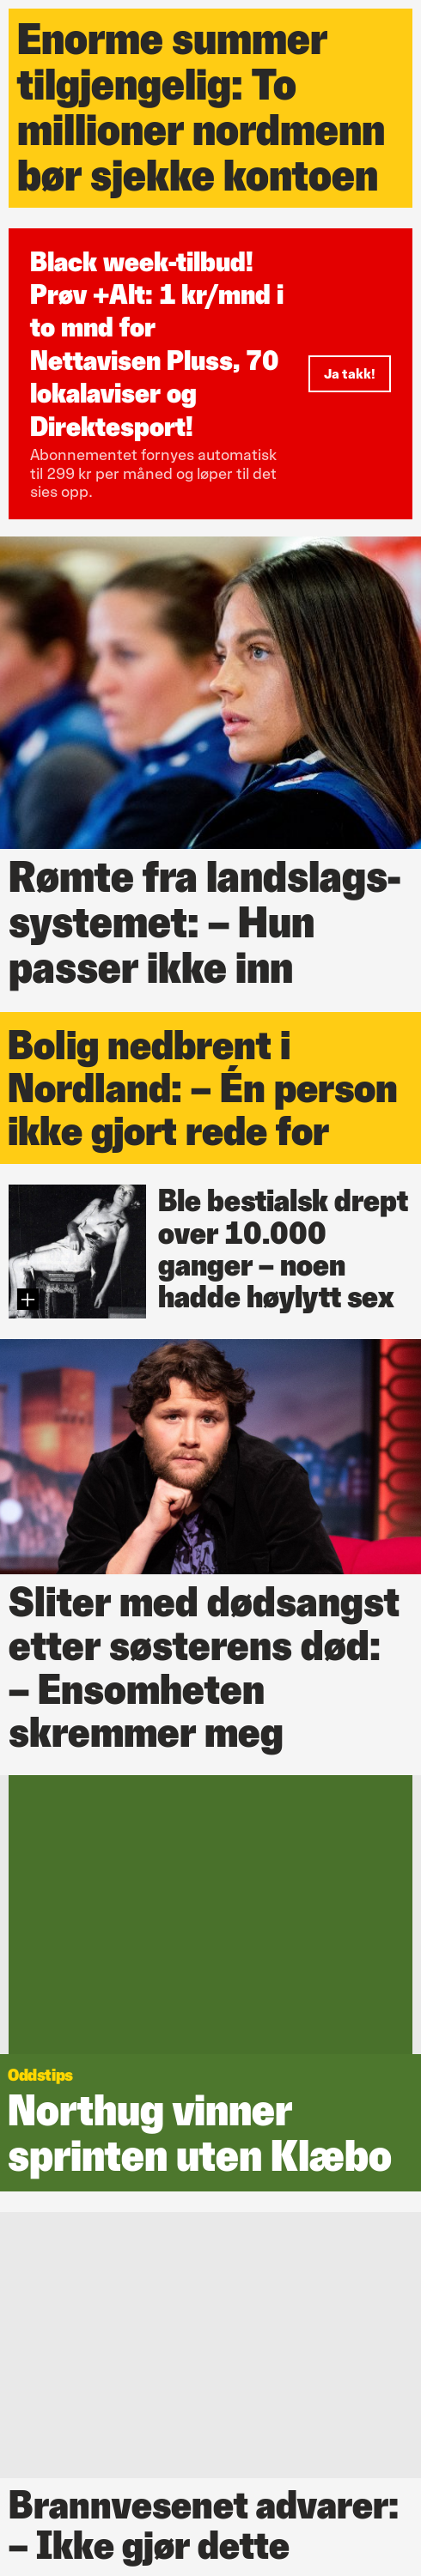 Enorme summer
tilgjengelig: To
millioner nordmenn
bør sjekke kontoen
Black week-tilbud!
Prøv +Alt: 1 kr/mnd i
to mnd for
Nettavisen Pluss, 70
lokalaviser og
Direktesport!
Abonnementet fornyes automatisk
til 299 kr per måned og løper til det
sies opp.
Ja takk!
Rømte fra landslags-
systemet: – Hun
passer ikke inn
Bolig nedbrent i
Nordland: – Én person
ikke gjort rede for
Ble bestialsk drept
over 10.000
ganger – noen
hadde høylytt sex
Sliter med dødsangst
etter søsterens død:
– Ensomheten
skremmer meg
Oddstips
Northug vinner
sprinten uten Klæbo
Brannvesenet advarer:
– Ikke gjør dette